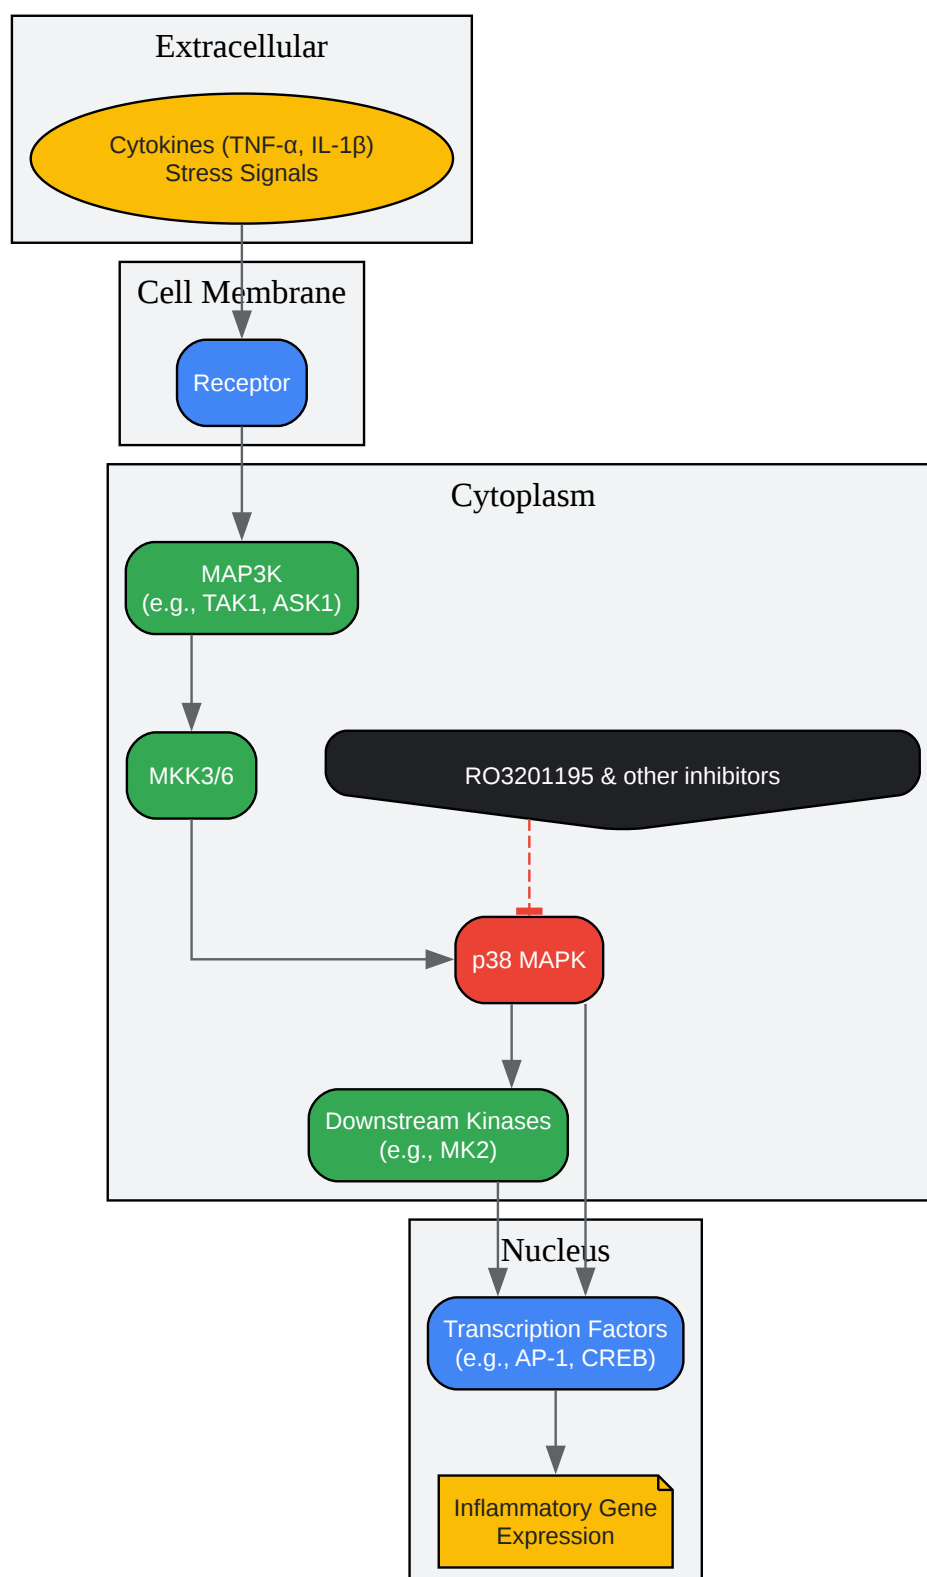 Extracellular
Cytokines (TNF-α, IL-1β)
Stress Signals
Cell Membrane
Receptor
Cytoplasm
MAP3K
(e.g., TAK1, ASK1)
MKK3/6
RO3201195 & other inhibitors
p38 MAPK
Downstream Kinases
(e.g., MK2)
Nucleus
Transcription Factors
(e.g., AP-1, CREB)
Inflammatory Gene
Expression